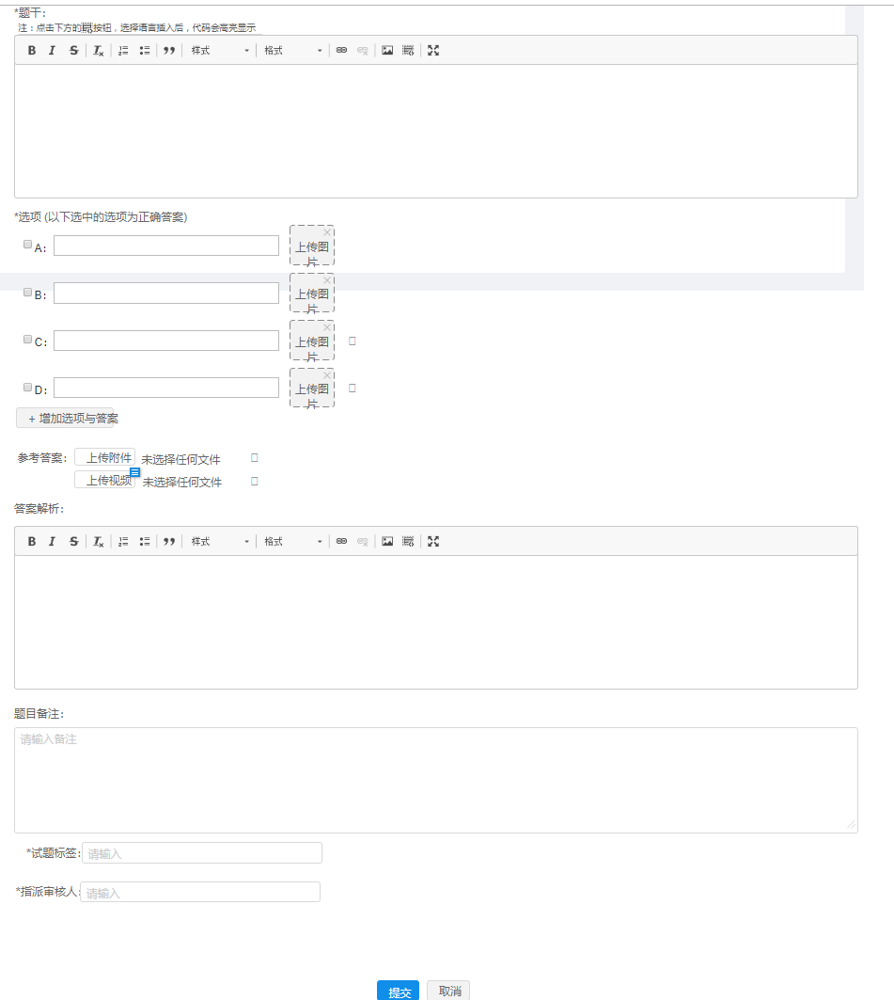 *题干:
注：点击下方的按钮，选择语言插入后，代码会高亮显示
B I S Tx 样式 格式
*选项 (以下选中的选项为正确答案)
A: 上传图片
B: 上传图片
C: 上传图片
D: 上传图片
+ 增加选项与答案
参考答案: 上传附件 未选择任何文件
上传视频 未选择任何文件
答案解析:
B I S Tx 样式 格式
题目备注:
请输入备注
*试题标签: 请输入
*指派审核人: 请输入
提交 取消